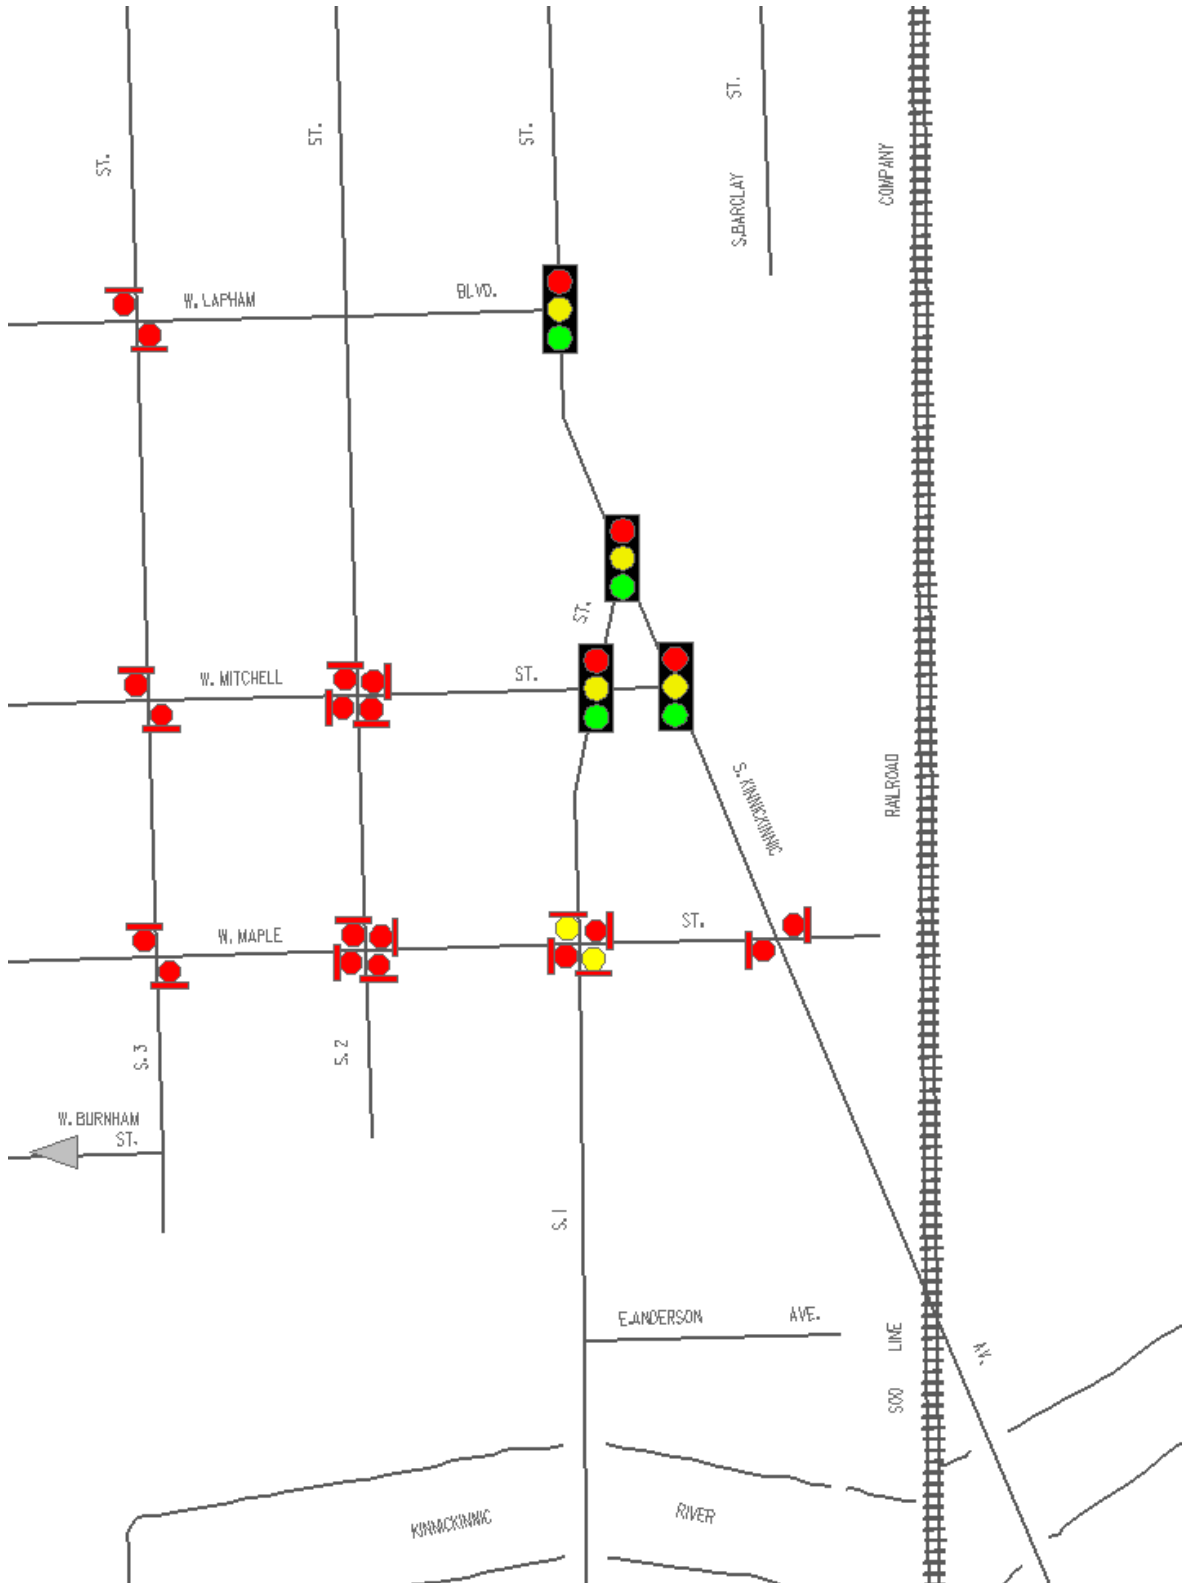 ST.
S.BARCLAY
ST.
ST.
ST.
COMPANY
W. LAPHAM
BLVD.
ST.
W. MITCHELL
ST.
S. KINNICKINNIC
RAILROAD
W. MAPLE
ST.
S. 3
S. 2
W. BURNHAM
ST.
S. 1
E.ANDERSON
AVE.
LINE
AV.
SOO
KINNICKINNIC
RIVER